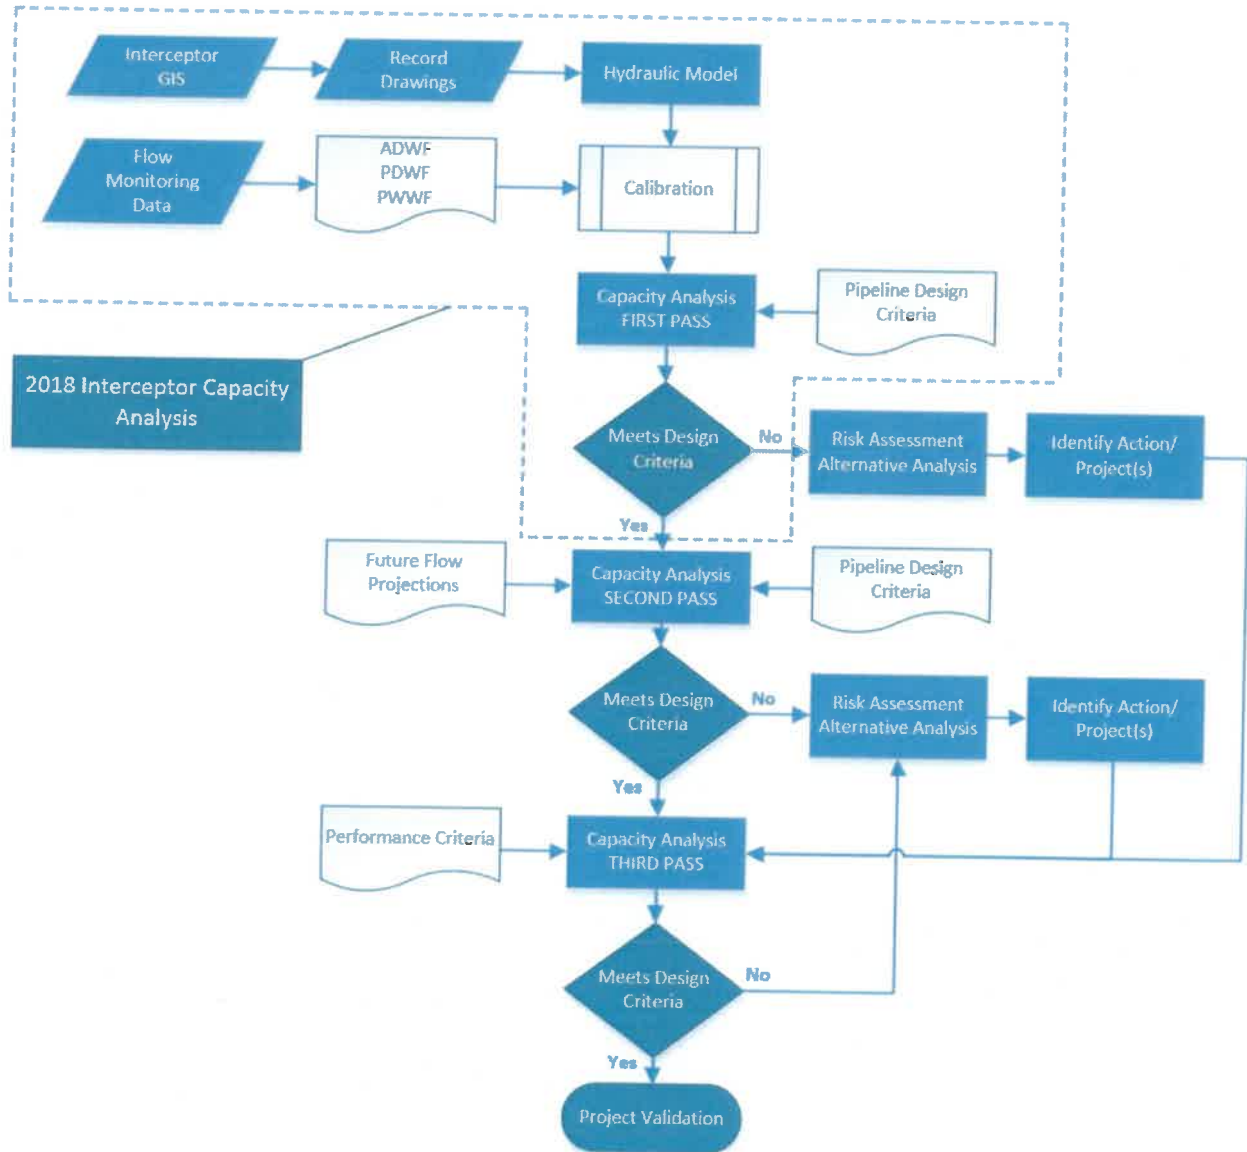 Interceptor
GIS
Record
Drawings
Hydraulic Model
Flow
Monitoring
Data
ADWF
PDWF
PWWF
Calibration
Capacity Analysis
FIRST PASS
Pipeline Design
Criteria
2018 Interceptor Capacity
Analysis
Meets Design
Criteria
No
Risk Assessment
Alternative Analysis
Identify Action/
Project(s)
Yes
Future Flow
Projections
Capacity Analysis
SECOND PASS
Pipeline Design
Criteria
Meets Design
Criteria
No
Risk Assessment
Alternative Analysis
Identify Action/
Project(s)
Yes
Performance Criteria
Capacity Analysis
THIRD PASS
Meets Design
Criteria
No
Yes
Project Validation